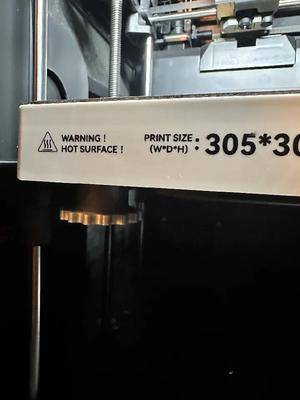 WARNING !
HOT SURFACE !
PRINT SIZE
(W*D*H) : 305*30